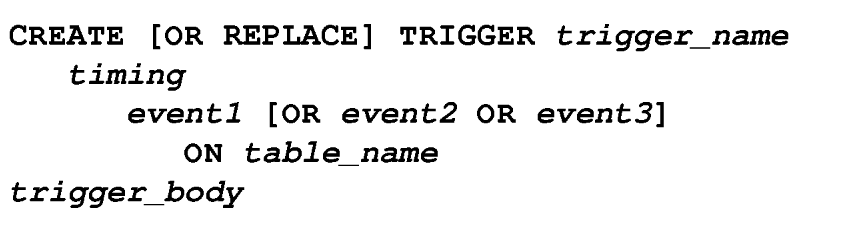 CREATE [OR REPLACE] TRIGGER trigger_name
timing
event1 [OR event2 OR event3]
ON table_name
trigger_body